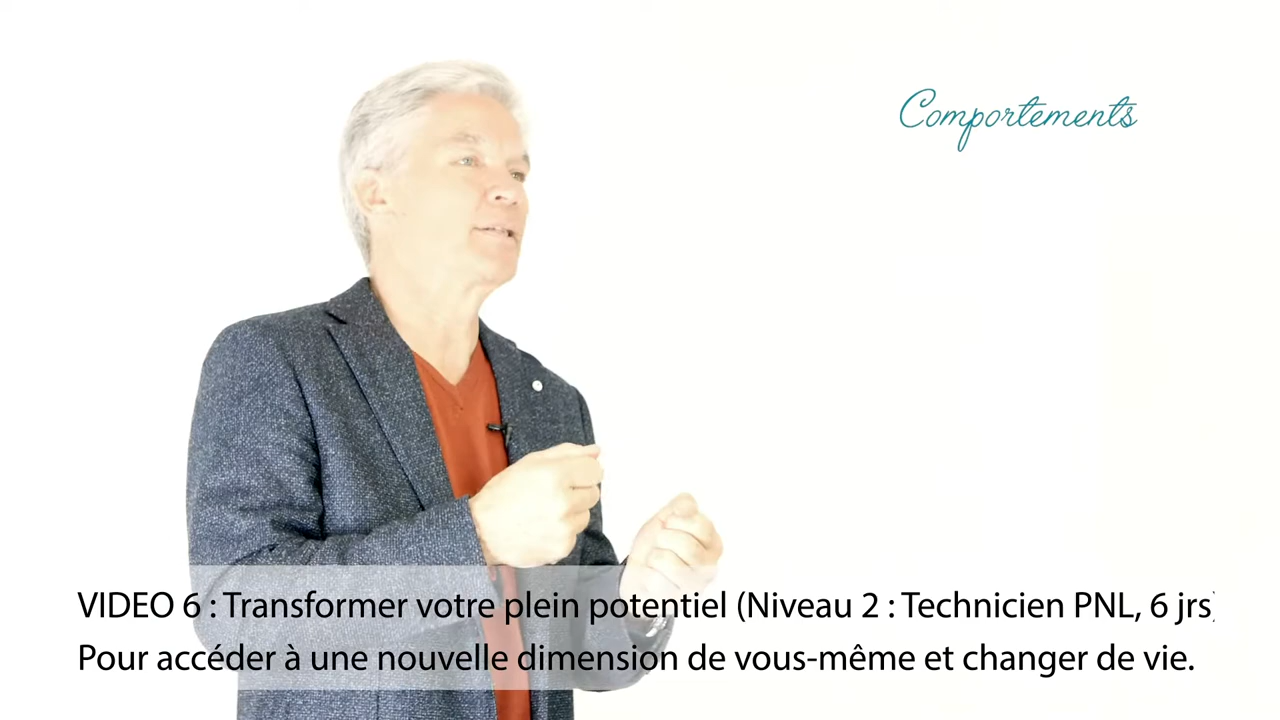 Comportements
VIDEO 6 : Transformer votre plein potentiel (Niveau 2 : Technicien PNL, 6 jrs)
Pour accéder à une nouvelle dimension de vous-même et changer de vie.